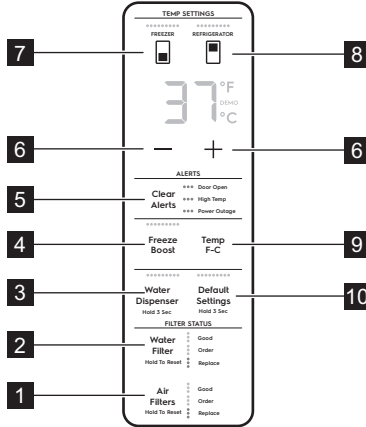 TEMP SETTINGS
FREEZER REFRIGERATOR
7 8
37 °F
DEMO
°C
6 − + 6
ALERTS
Door Open
5 Clear Alerts High Temp
Power Outage
4 Freeze Boost Temp F-C 9
3 Water Dispenser Default Settings 10
Hold 3 Sec Hold 3 Sec
FILTER STATUS
2 Water Filter Good
Order
Hold To Reset Replace
1 Air Filters Good
Order
Hold To Reset Replace